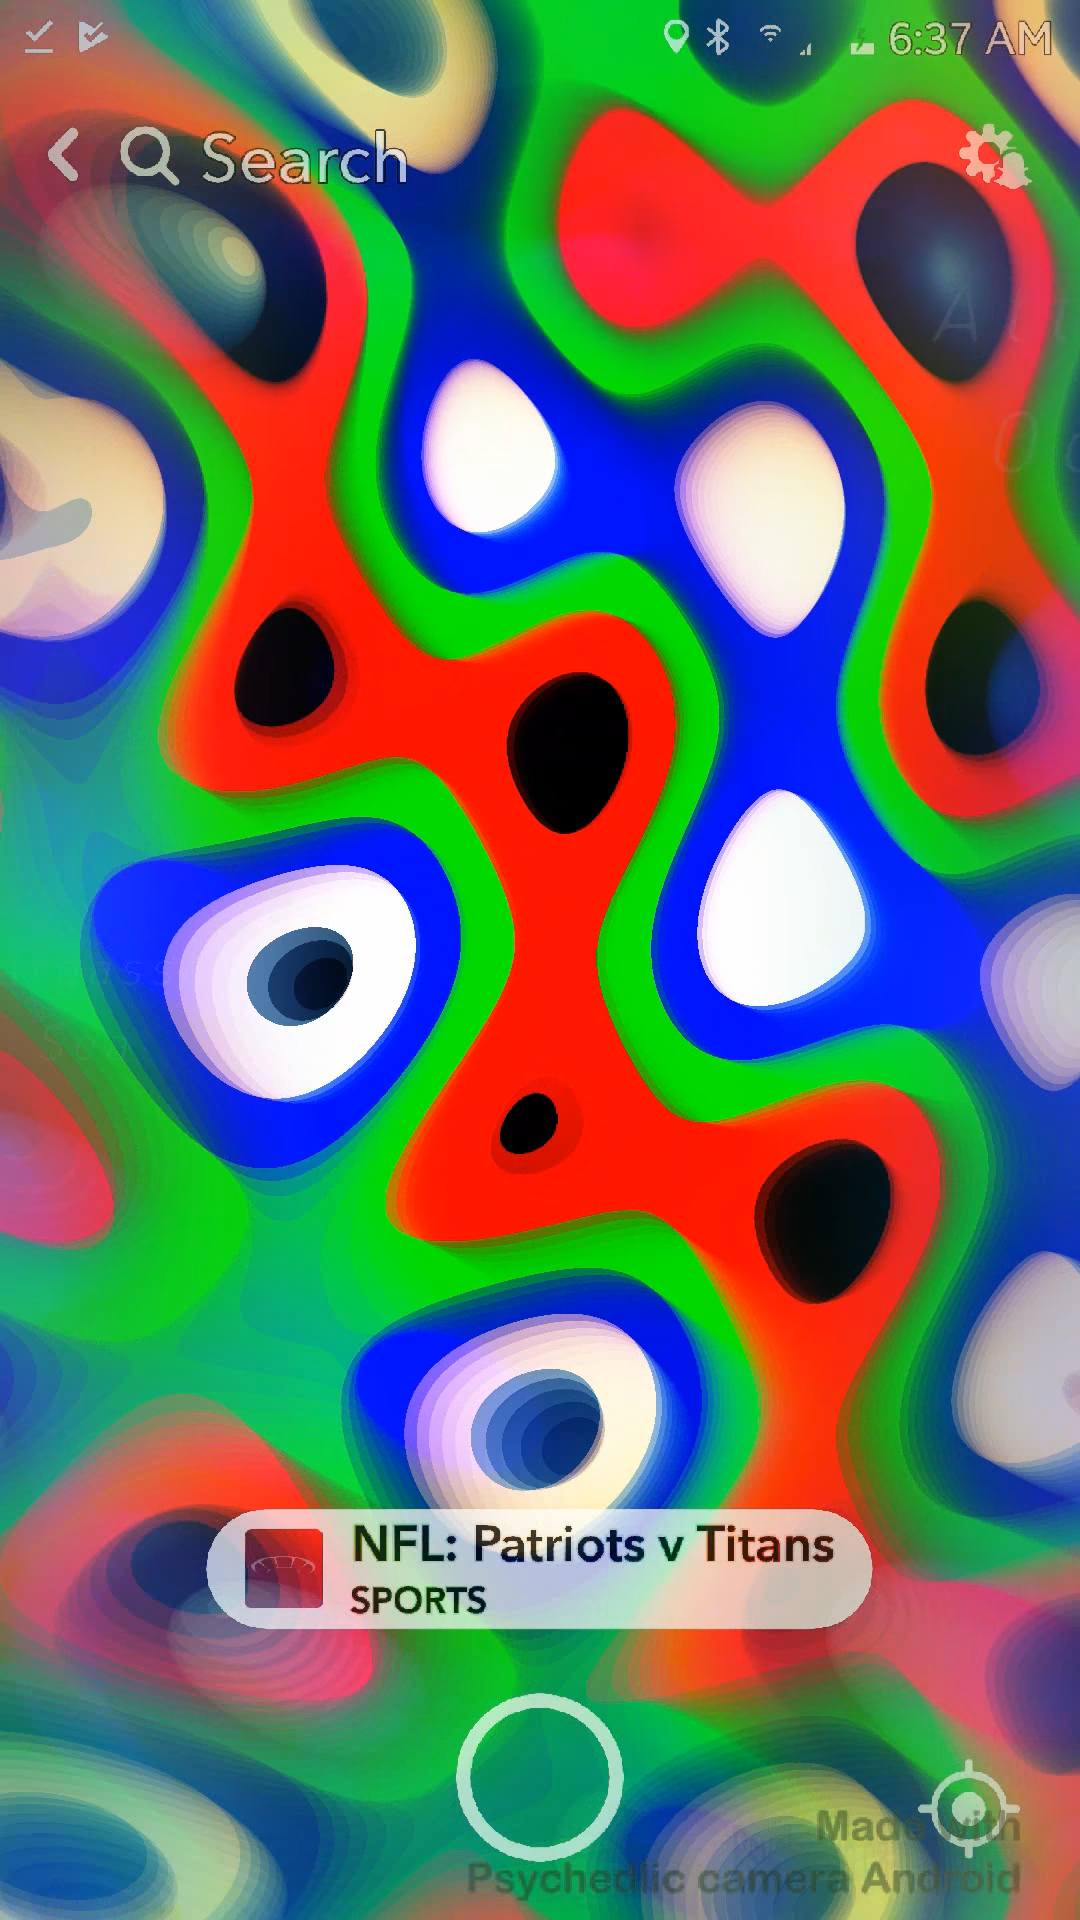 6:37 AM
Search
NFL: Patriots v Titans
SPORTS
Made with
Psychedlic camera Android